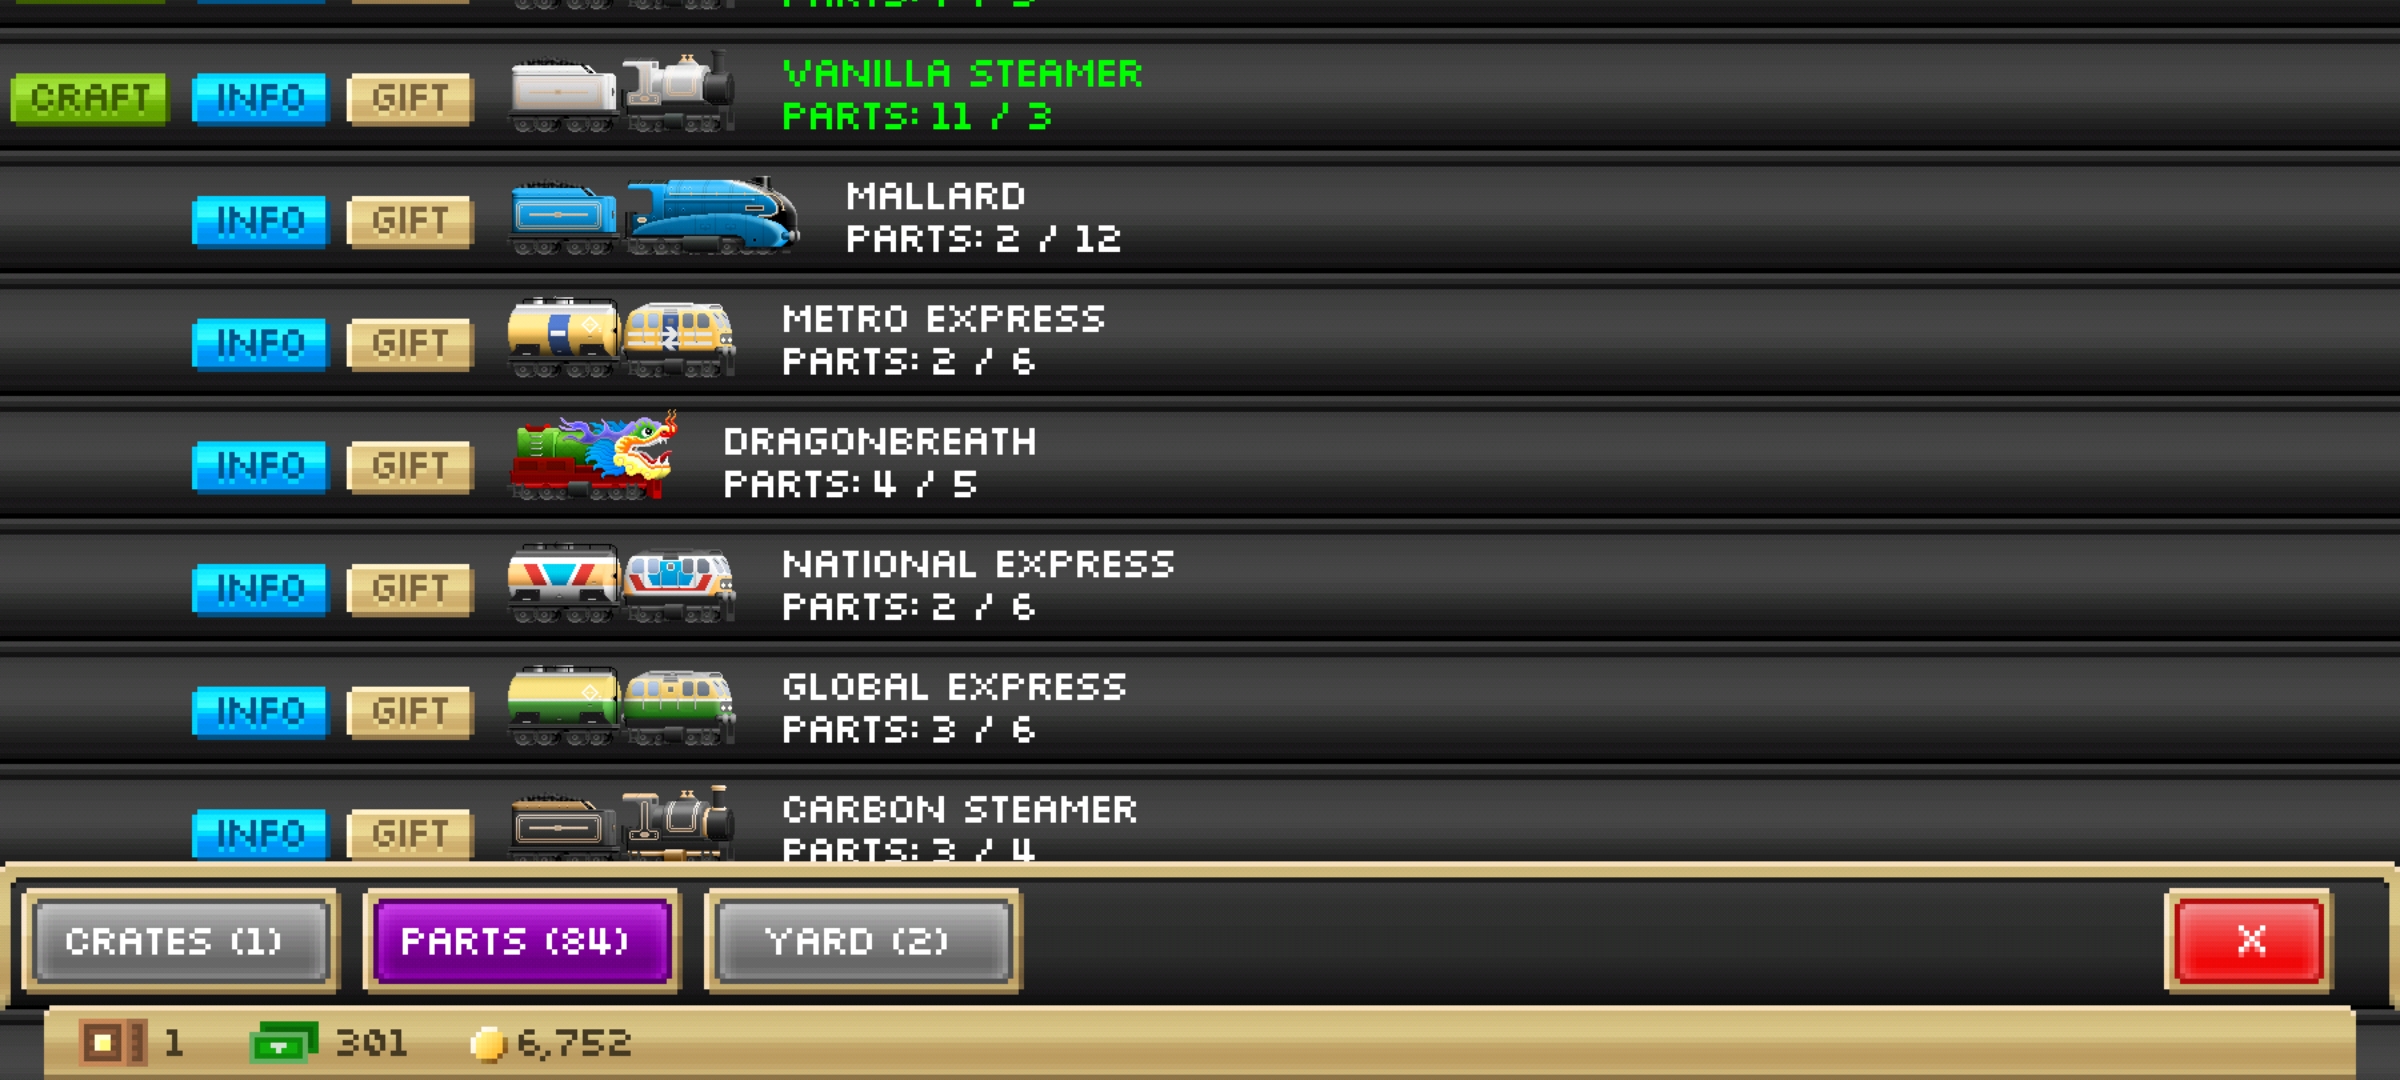 CRAFT INFO GIFT VANILLA STEAMER
PARTS: 11 / 3
INFO GIFT MALLARD
PARTS: 2 / 12
INFO GIFT METRO EXPRESS
PARTS: 2 / 6
INFO GIFT DRAGONBREATH
PARTS: 4 / 5
INFO GIFT NATIONAL EXPRESS
PARTS: 2 / 6
INFO GIFT GLOBAL EXPRESS
PARTS: 3 / 6
INFO GIFT CARBON STEAMER
PARTS: 3 / 4
CRATES (1) PARTS (84) YARD (2) X
1 301 6,752